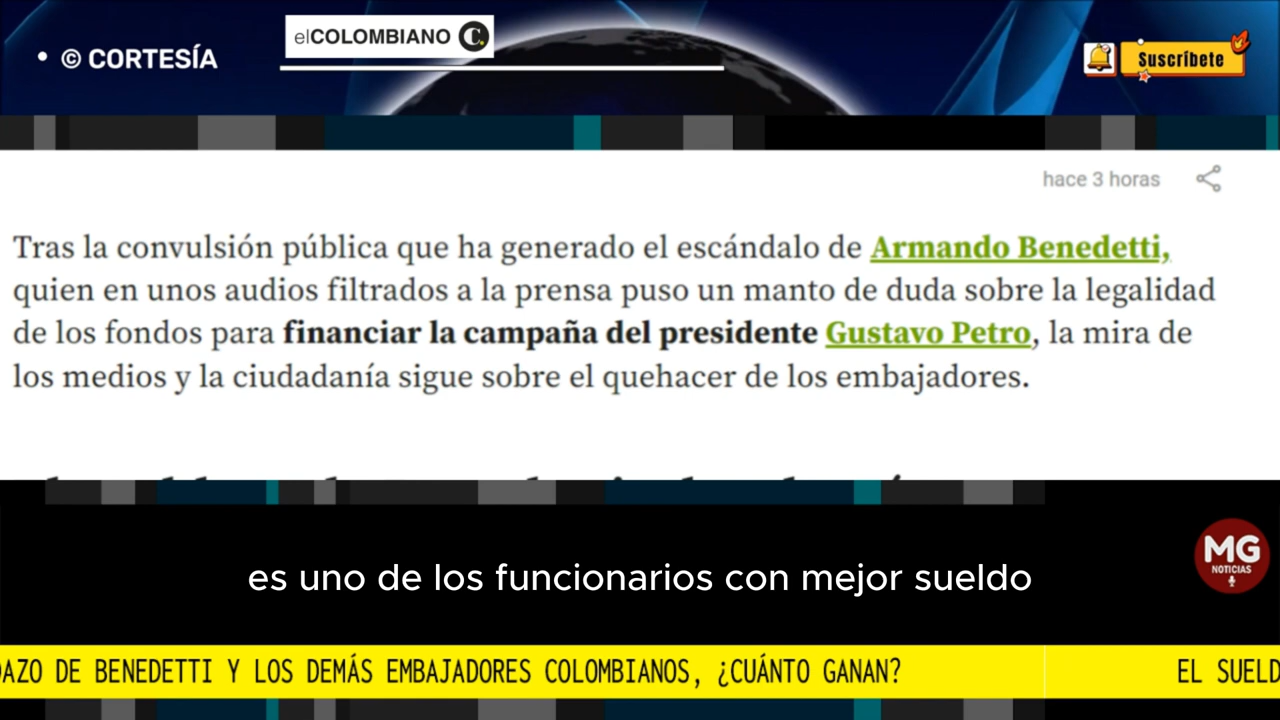 • © CORTESÍA
elCOLOMBIANO C
Suscríbete
hace 3 horas
Tras la convulsión pública que ha generado el escándalo de Armando Benedetti,
quien en unos audios filtrados a la prensa puso un manto de duda sobre la legalidad
de los fondos para financiar la campaña del presidente Gustavo Petro, la mira de
los medios y la ciudadanía sigue sobre el quehacer de los embajadores.
MG
NOTICIAS
es uno de los funcionarios con mejor sueldo
DE BENEDETTI Y LOS DEMÁS EMBAJADORES COLOMBIANOS, ¿CUÁNTO GANAN? EL